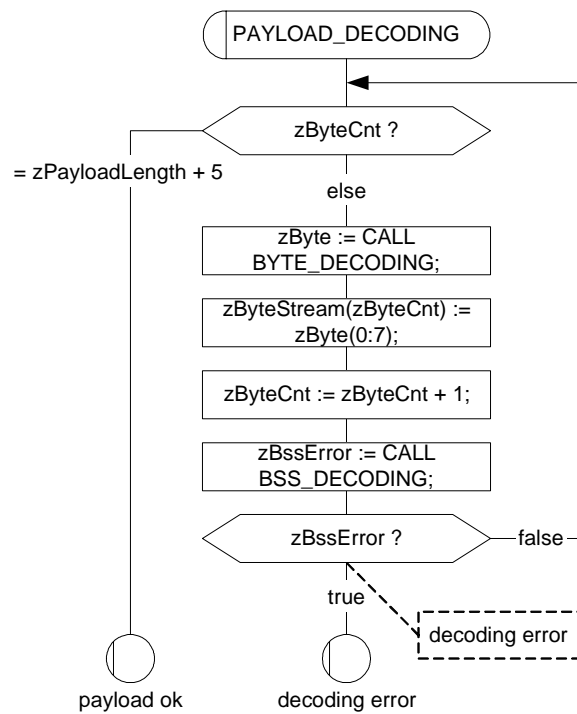 PAYLOAD_DECODING
zByteCnt ?
= zPayloadLength + 5
else
zByte := CALL
BYTE_DECODING;
zByteStream(zByteCnt) :=
zByte(0:7);
zByteCnt := zByteCnt + 1;
zBssError := CALL
BSS_DECODING;
zBssError ?
false
true
decoding error
payload ok
decoding error